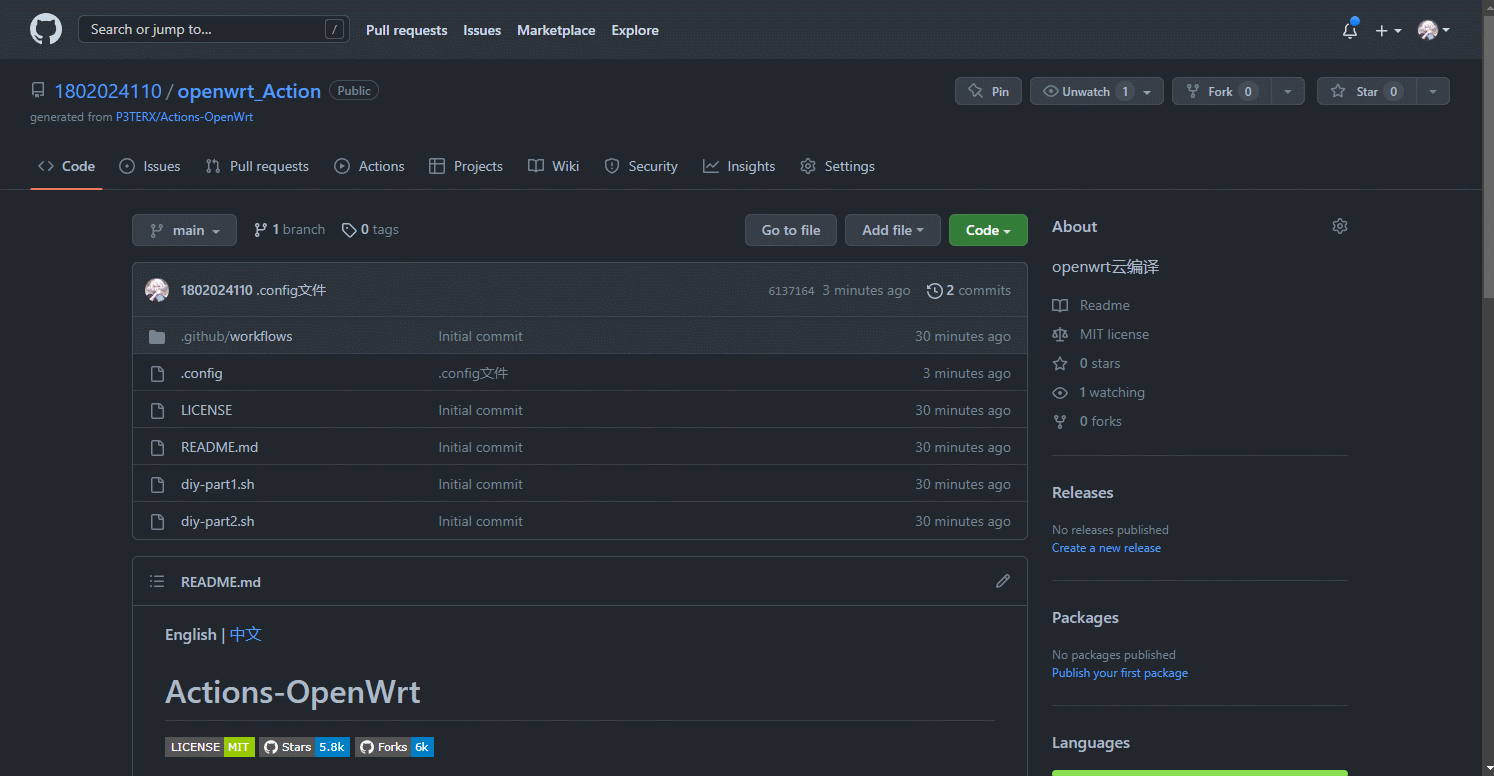 Search or jump to... / Pull requests Issues Marketplace Explore
1802024110 / openwrt_Action Public Pin Unwatch 1 Fork 0 Star 0
generated from P3TERX/Actions-OpenWrt
Code Issues Pull requests Actions Projects Wiki Security Insights Settings
main 1 branch 0 tags Go to file Add file Code
1802024110 .config文件 6137164 3 minutes ago 2 commits
.github/workflows Initial commit 30 minutes ago
.config .config文件 3 minutes ago
LICENSE Initial commit 30 minutes ago
README.md Initial commit 30 minutes ago
diy-part1.sh Initial commit 30 minutes ago
diy-part2.sh Initial commit 30 minutes ago
README.md
English | 中文
Actions-OpenWrt
LICENSE MIT Stars 5.8k Forks 6k
About
openwrt云编译
Readme
MIT license
0 stars
1 watching
0 forks
Releases
No releases published
Create a new release
Packages
No packages published
Publish your first package
Languages